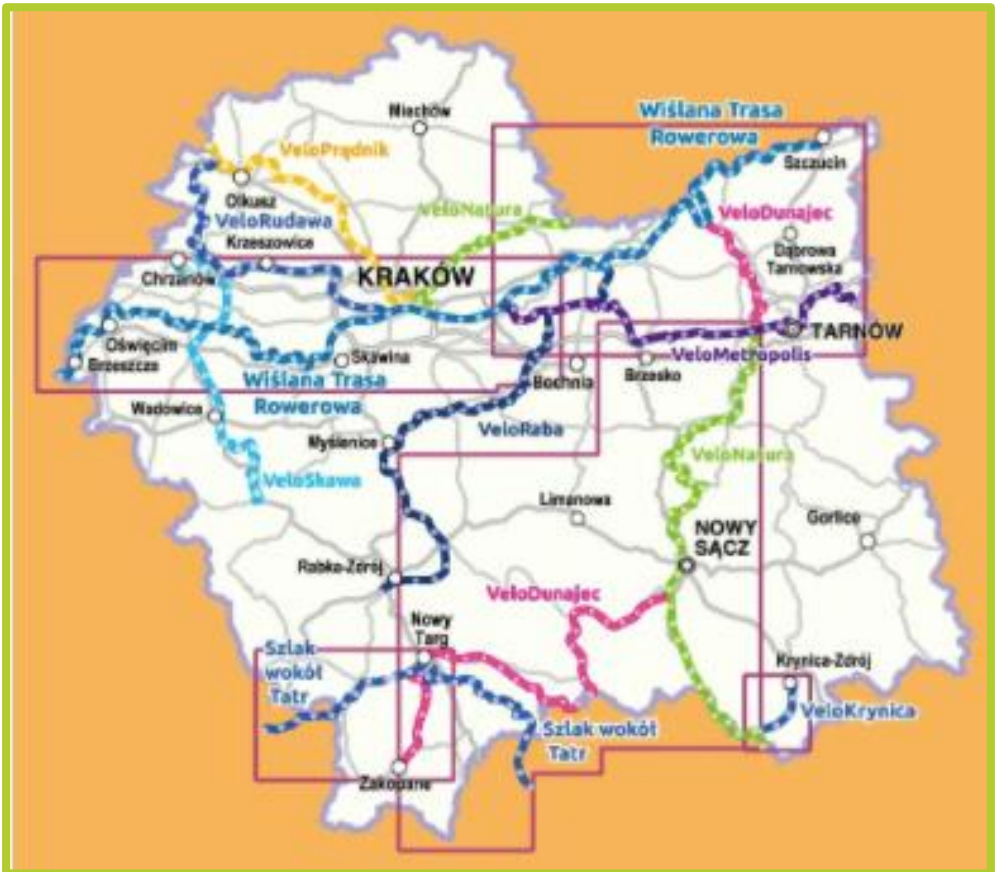 Miechów
Wiślana Trasa
Rowerowa
Szczucin
VeloPrądnik
Olkusz
VeloNatura
VeloDunajec
VeloRudawa
Krzeszowice
Dąbrowa
Tarnowska
Chrzanów
KRAKÓW
Oświęcim
TARNÓW
Brzeszcze
Skawina
VeloMetropolis
Bochnia
Brzesko
Wiślana Trasa
Rowerowa
Wadowice
Myślenice
VeloRaba
VeloNatura
VeloSkawa
Limanowa
NOWY
SĄCZ
Gorlice
Rabka-Zdrój
VeloDunajec
Nowy
Targ
Szlak
wokół
Tatr
Krynica-Zdrój
VeloKrynica
Szlak wokół
Tatr
Zakopane